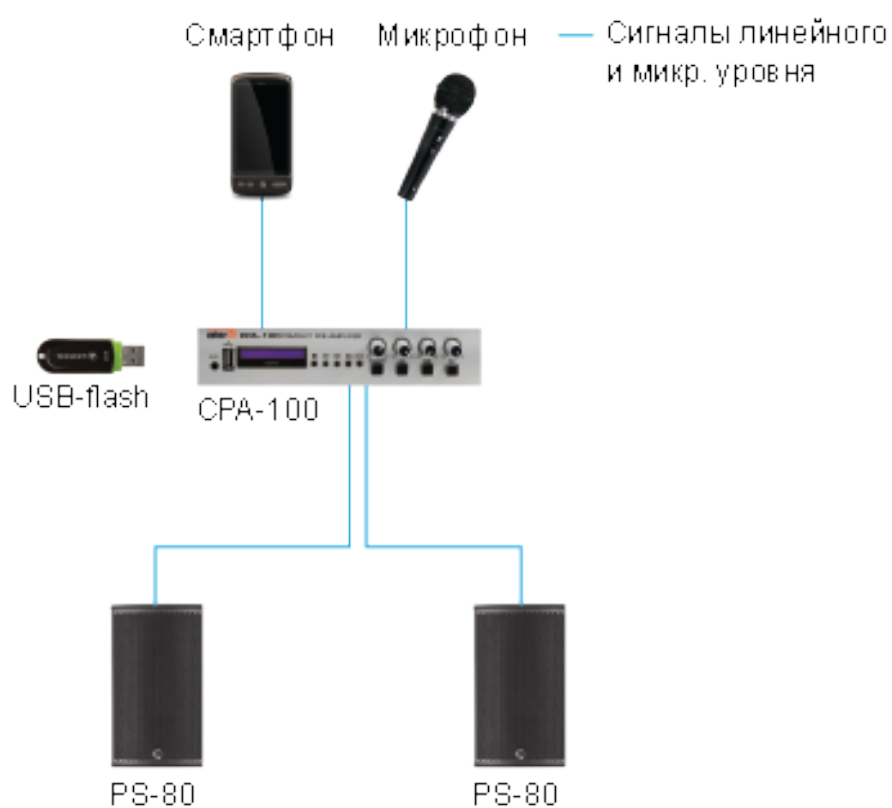 Смартфон
Микрофон
Сигналы линейного
и микр. уровня
USB-flash
CPA-100
PS-80
PS-80